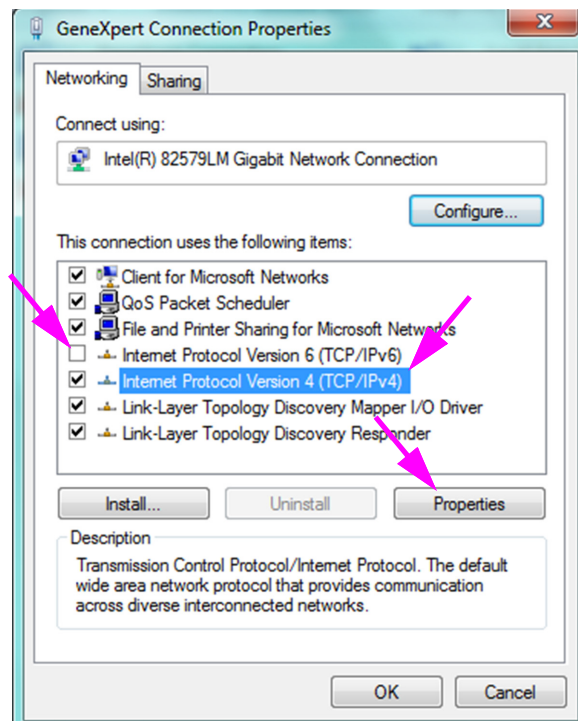 GeneXpert Connection Properties
Networking
Sharing
Connect using:
Intel(R) 82579LM Gigabit Network Connection
Configure...
This connection uses the following items:
Client for Microsoft Networks
QoS Packet Scheduler
File and Printer Sharing for Microsoft Networks
Internet Protocol Version 6 (TCP/IPv6)
Internet Protocol Version 4 (TCP/IPv4)
Link-Layer Topology Discovery Mapper I/O Driver
Link-Layer Topology Discovery Responder
Install...
Uninstall
Properties
Description
Transmission Control Protocol/Internet Protocol. The default
wide area network protocol that provides communication
across diverse interconnected networks.
OK
Cancel